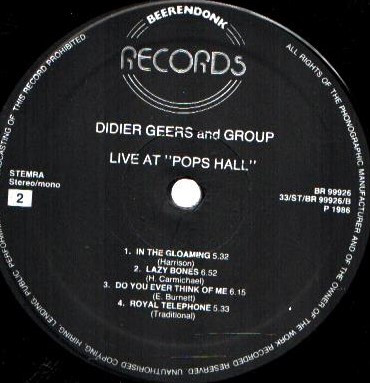 BEERENDONK
RECORDS
DIDIER GEERS and GROUP
LIVE AT "POPS HALL"
STEMRA
Stereo/mono
2
BR 99926
33/ST/BR 99926/B
P 1986
1. IN THE GLOAMING 5.32
(Harrison)
2. LAZY BONES 6.52
(H. Carmichael)
3. DO YOU EVER THINK OF ME 6.15
(E. Burnett)
4. ROYAL TELEPHONE 5.33
(Traditional)
ALL RIGHTS OF THE PHONOGRAPHIC MANUFACTURER AND OF THE OWNER OF THE WORK RECORDED RESERVED. UNAUTHORISED COPYING, HIRING, LENDING, PUBLIC PERFORMANCE OF THIS RECORD PROHIBITED